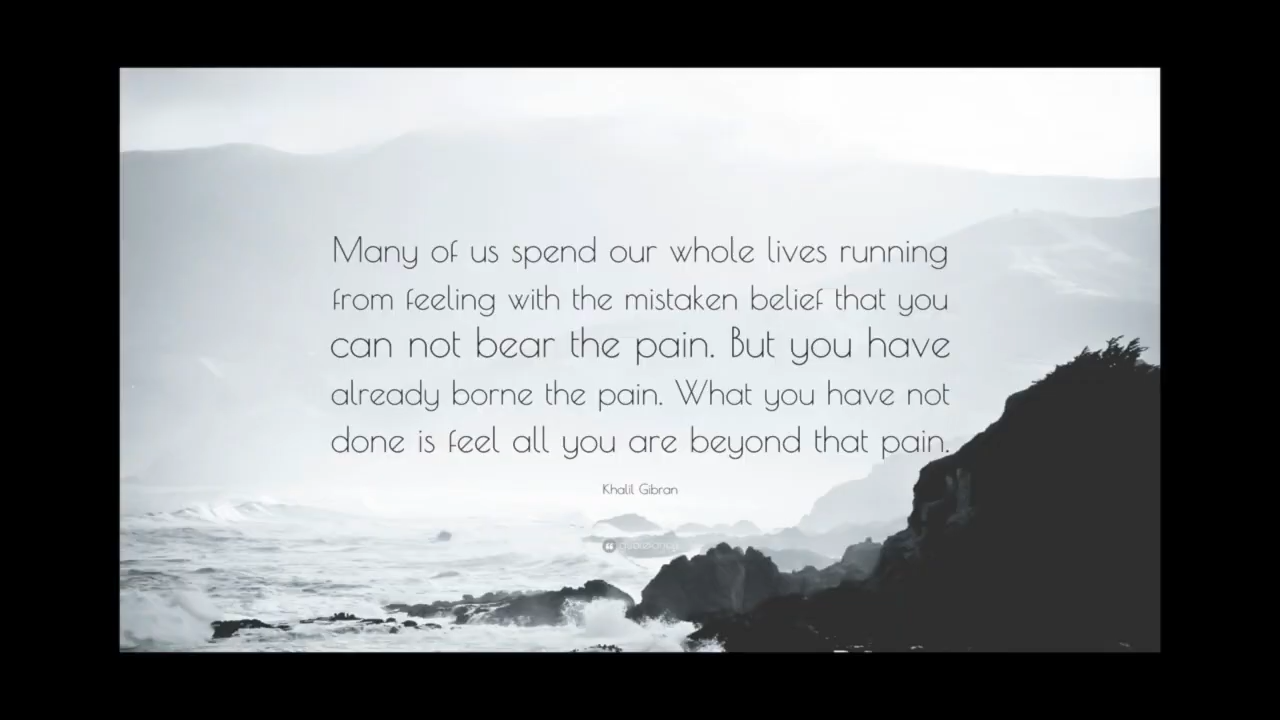 Many of us spend our whole lives running
from feeling with the mistaken belief that you
can not bear the pain. But you have
already borne the pain. What you have not
done is feel all you are beyond that pain.
Khalil Gibran